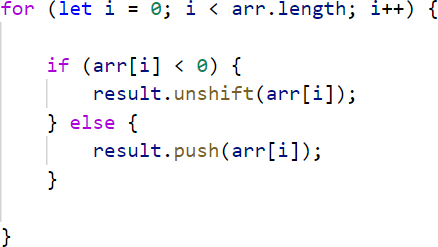 for (let i = 0; i < arr.length; i++) {
    if (arr[i] < 0) {
        result.unshift(arr[i]);
    } else {
        result.push(arr[i]);
    }
}